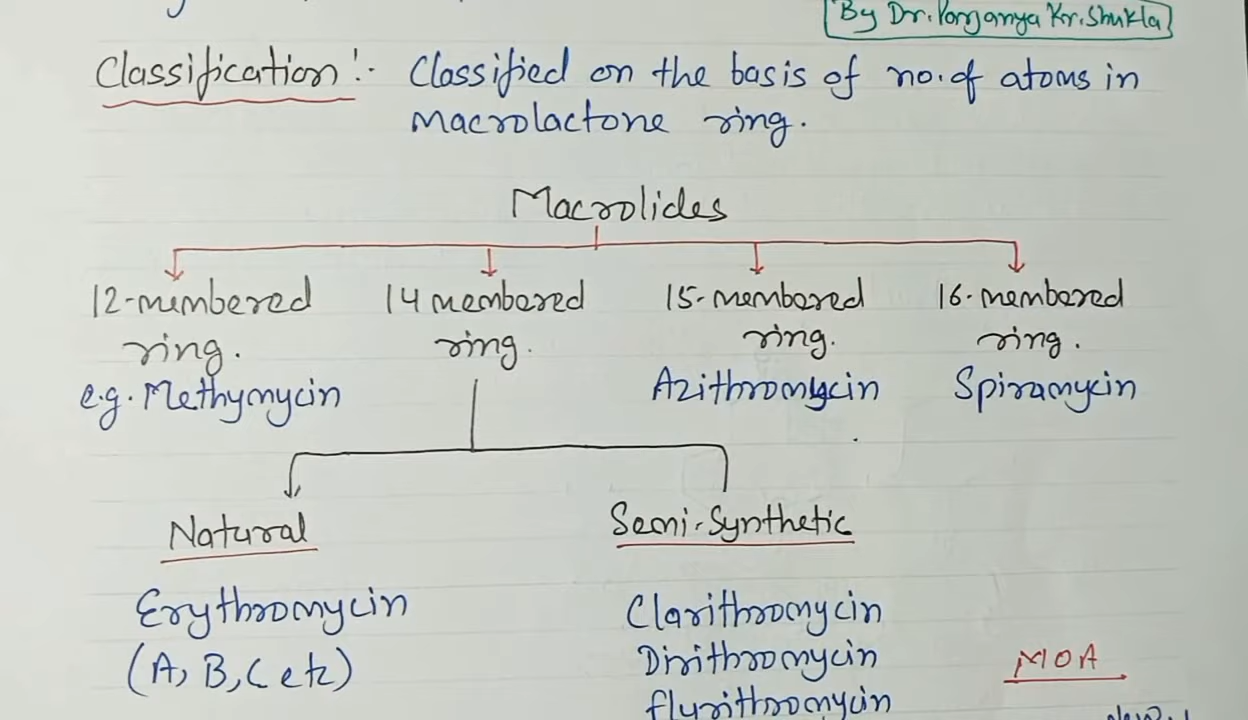 By Dr. Kr. Shukla
Classification :- Classified on the basis of no. of atoms in
macrolactone ring.
Macrolides
12-membered 14 membered 15-membered 16-membered
ring. ring. ring. ring.
e.g. Methymycin Azithromycin Spiramycin
Natural Semi-Synthetic
Erythromycin Clarithromycin
(A, B, C etc) Dirithromycin MOA
flurithromycin